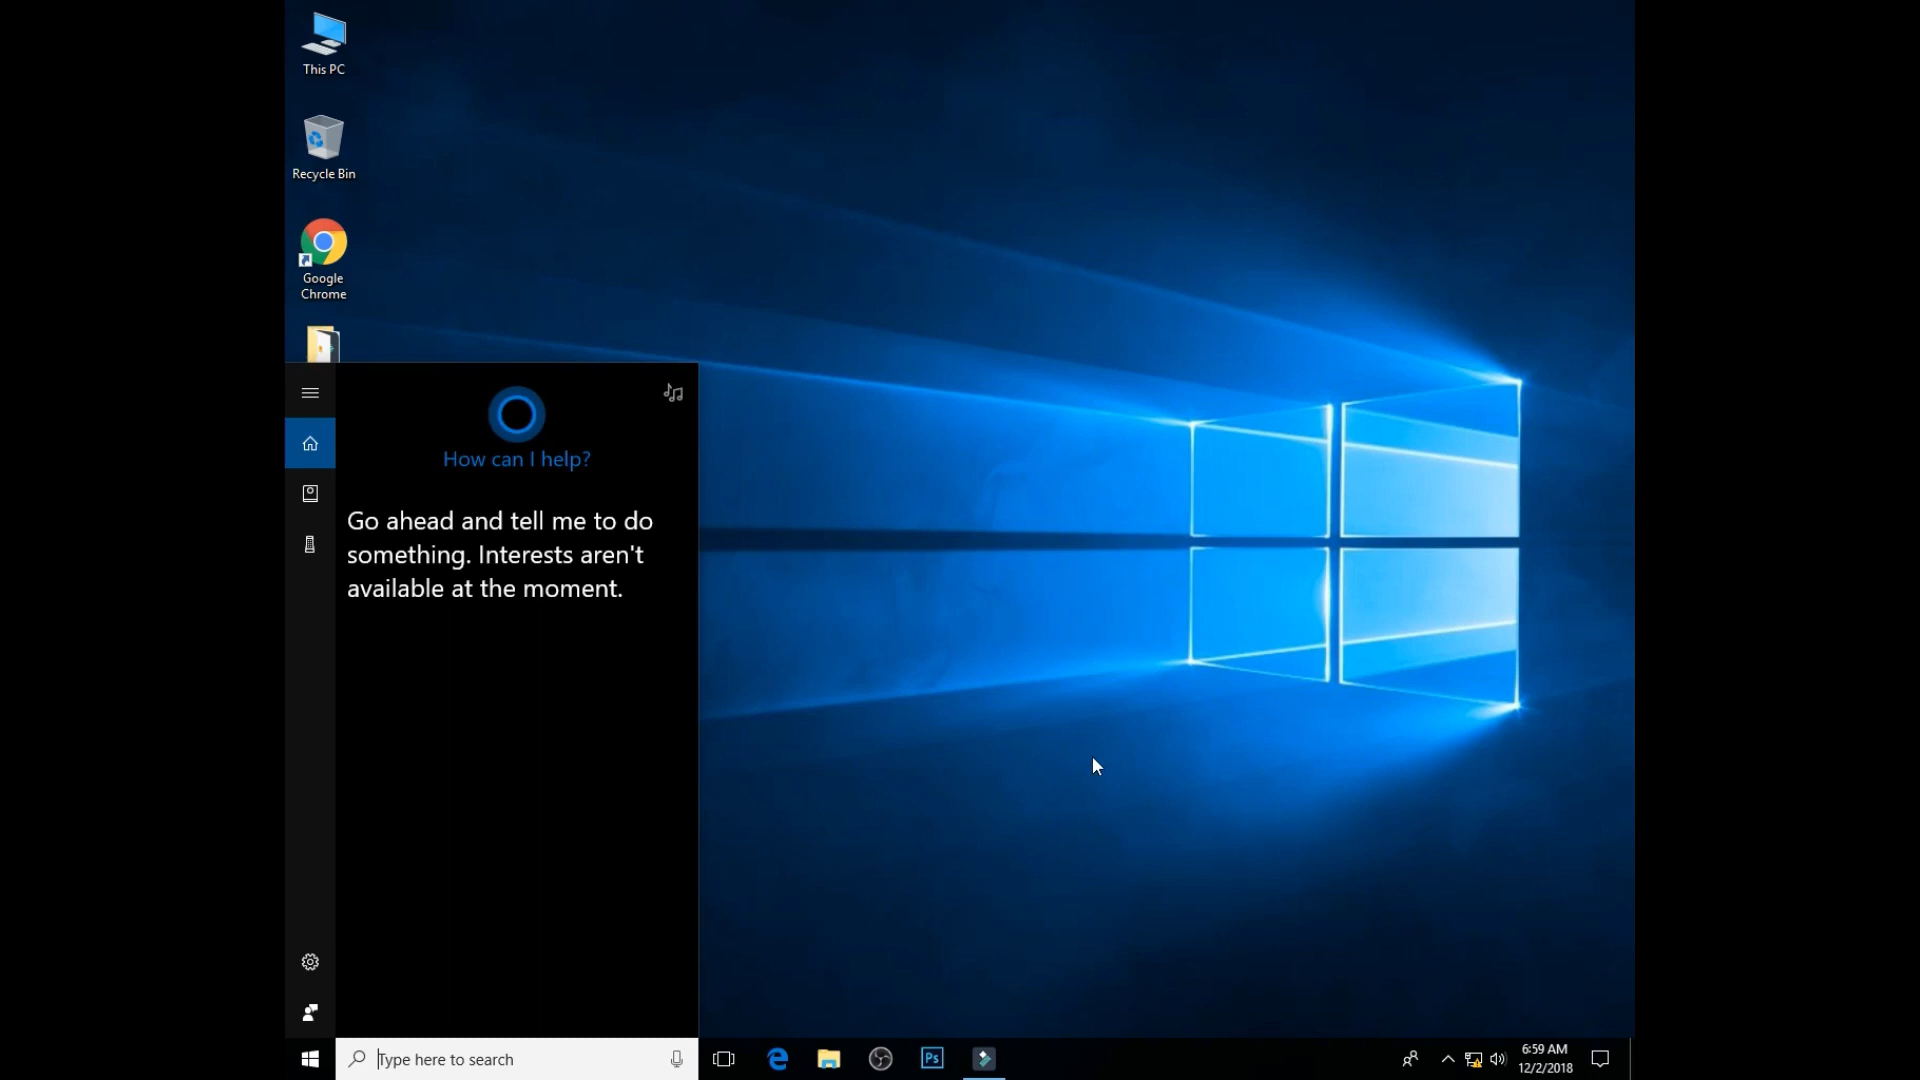 This PC
Recycle Bin
Google
Chrome
How can I help?
Go ahead and tell me to do
something. Interests aren't
available at the moment.
Type here to search
Ps
6:59 AM
12/2/2018